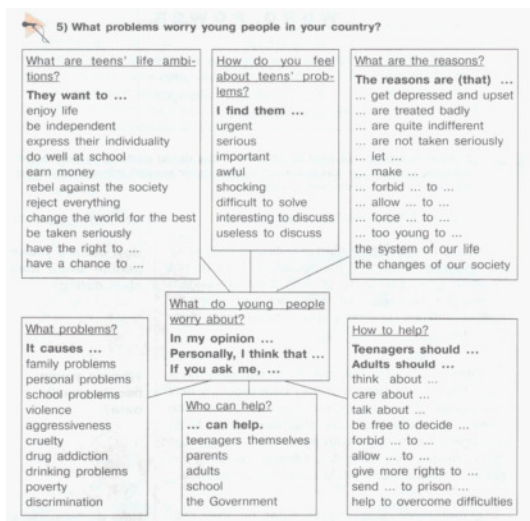 5) What problems worry young people in your country?
What are teens' life ambi-
tions?
They want to ...
enjoy life
be independent
express their individuality
do well at school
earn money
rebel against the society
reject everything
change the world for the best
be taken seriously
have the right to ...
have a chance to ...
How do you feel
about teens' prob-
lems?
I find them ...
urgent
serious
important
awful
shocking
difficult to solve
interesting to discuss
useless to discuss
What are the reasons?
The reasons are (that) ...
... get depressed and upset
... are treated badly
... are quite indifferent
... are not taken seriously
... let ...
... make ...
... forbid ... to ...
... allow ... to ...
... force ... to ...
... too young to ...
the system of our life
the changes of our society
What do young people
worry about?
In my opinion ...
Personally, I think that ...
If you ask me, ...
What problems?
It causes ...
family problems
personal problems
school problems
violence
aggressiveness
cruelty
drug addiction
drinking problems
poverty
discrimination
Who can help?
... can help.
teenagers themselves
parents
adults
school
the Government
How to help?
Teenagers should ...
Adults should ...
think about ...
care about ...
talk about ...
be free to decide ...
forbid ... to ...
allow ... to ...
give more rights to ...
send ... to prison ...
help to overcome difficulties